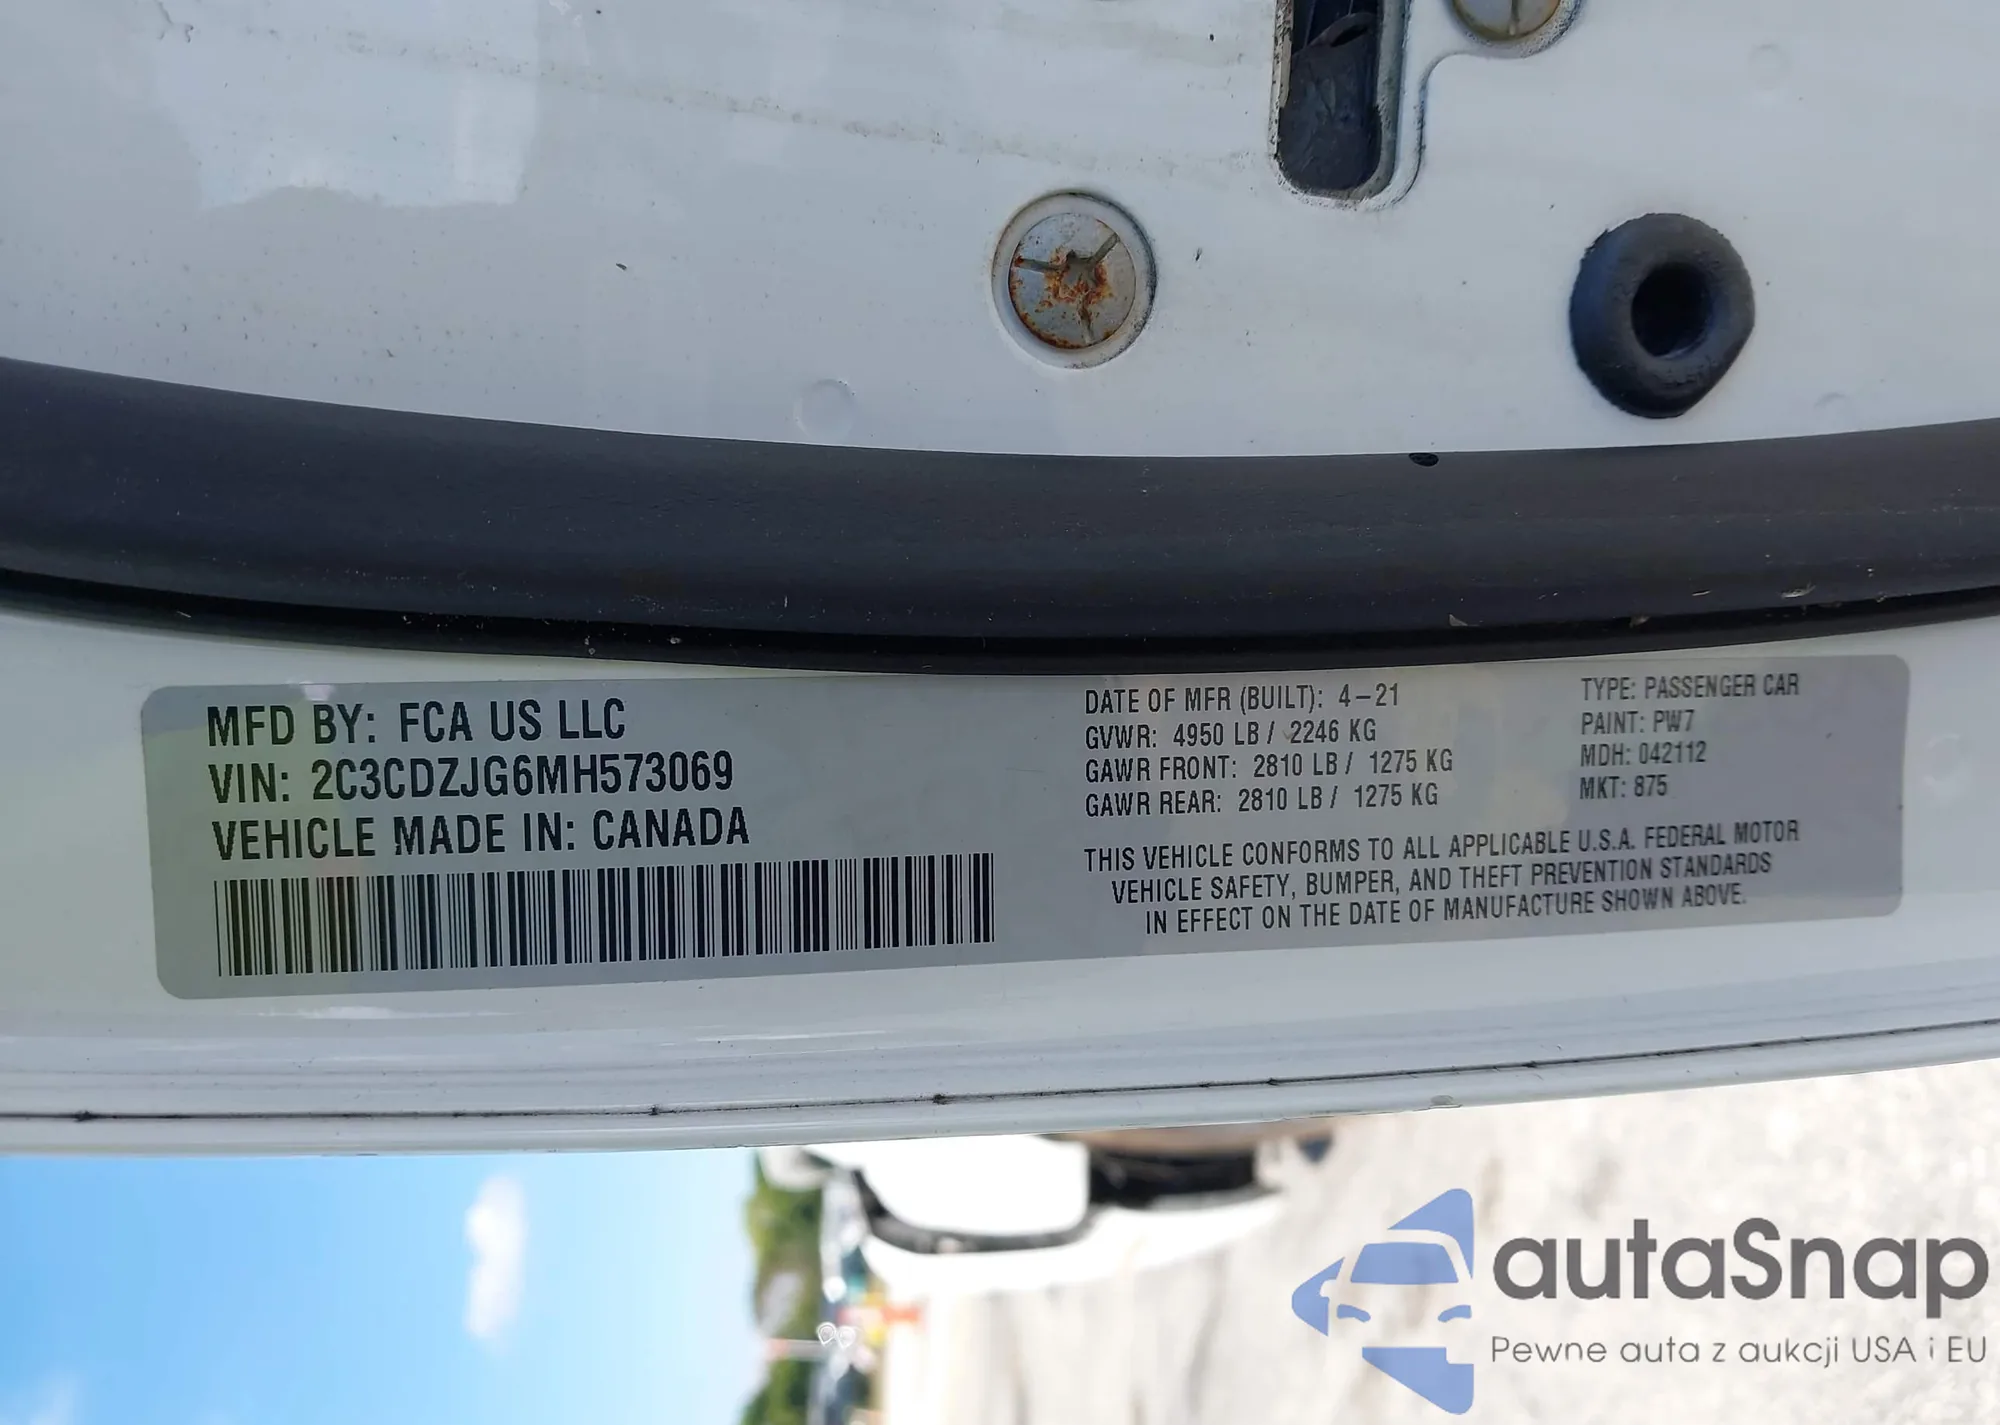 MFD BY: FCA US LLC
VIN: 2C3CDZJG6MH573069
VEHICLE MADE IN: CANADA
DATE OF MFR (BUILT): 4-21
GVWR: 4950 LB / 2246 KG
GAWR FRONT: 2810 LB / 1275 KG
GAWR REAR: 2810 LB / 1275 KG
TYPE: PASSENGER CAR
PAINT: PW7
MDH: 042112
MKT: 875
THIS VEHICLE CONFORMS TO ALL APPLICABLE U.S.A. FEDERAL MOTOR
VEHICLE SAFETY, BUMPER, AND THEFT PREVENTION STANDARDS
IN EFFECT ON THE DATE OF MANUFACTURE SHOWN ABOVE.
autaSnap
Pewne auta z aukcji USA i EU